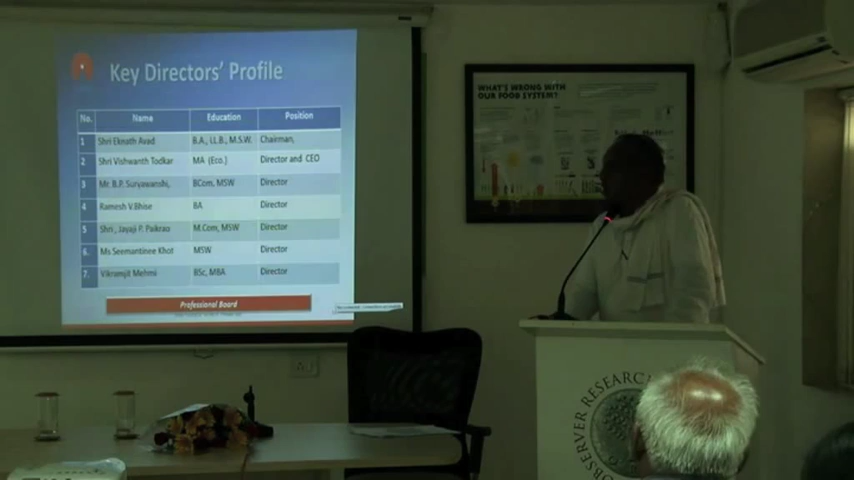 Key Directors' Profile
No. Name Education Position
1 Shri Eknath Avad B.A., LL.B., M.S.W. Chairman,
2 Shri Vishwanth Todkar MA (Eco.) Director and CEO
3 Mr. B.P. Suryawanshi, BCom, MSW Director
4 Ramesh V.Bhise BA Director
5 Shri , Jayaji P. Paikrao M.Com, MSW Director
6. Ms Seemantinee Khot MSW Director
7. Vikramjit Mehmi BSc, MBA Director
Professional Board
WHAT'S WRONG WITH
OUR FOOD SYSTEM?
OBSERVER RESEARCH